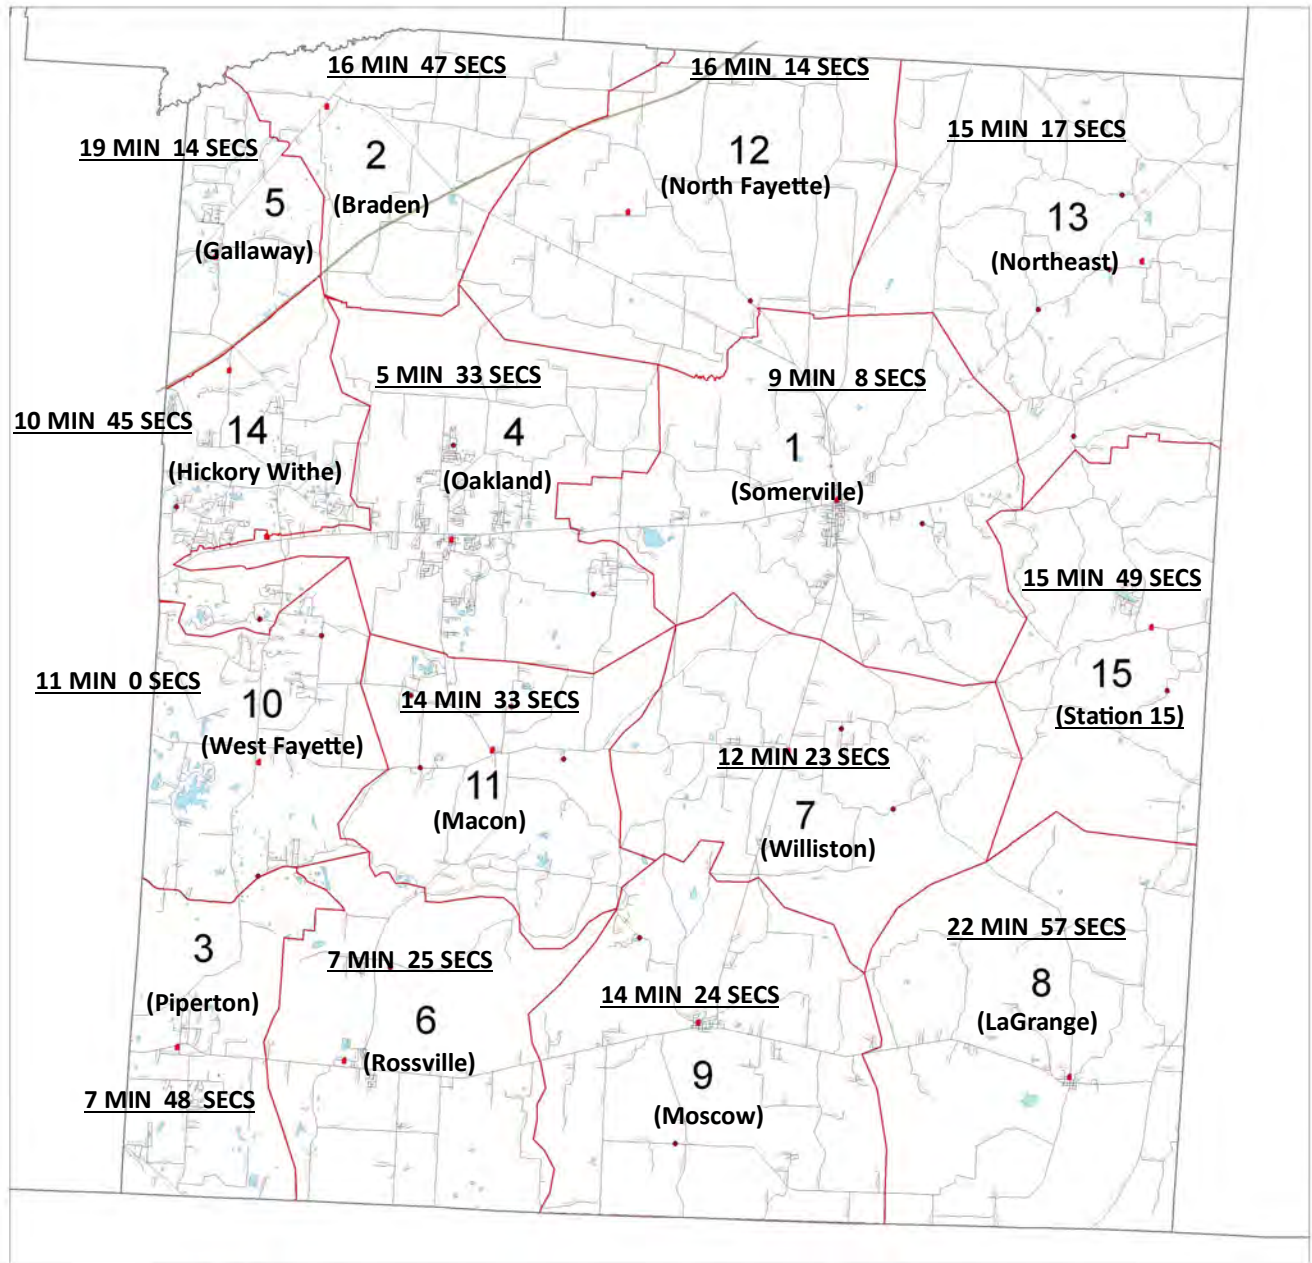 16 MIN  47 SECS
16 MIN  14 SECS
15 MIN  17 SECS
19 MIN  14 SECS
2
(Braden)
12
(North Fayette)
5
(Gallaway)
13
(Northeast)
5 MIN  33 SECS
9 MIN  8 SECS
10 MIN  45 SECS
14
(Hickory Withe)
4
(Oakland)
1
(Somerville)
15 MIN  49 SECS
15
(Station 15)
11 MIN  0 SECS
10
(West Fayette)
14 MIN  33 SECS
11
(Macon)
12 MIN 23 SECS
7
(Williston)
3
(Piperton)
7 MIN  25 SECS
6
(Rossville)
14 MIN  24 SECS
9
(Moscow)
22 MIN  57 SECS
8
(LaGrange)
7 MIN  48  SECS